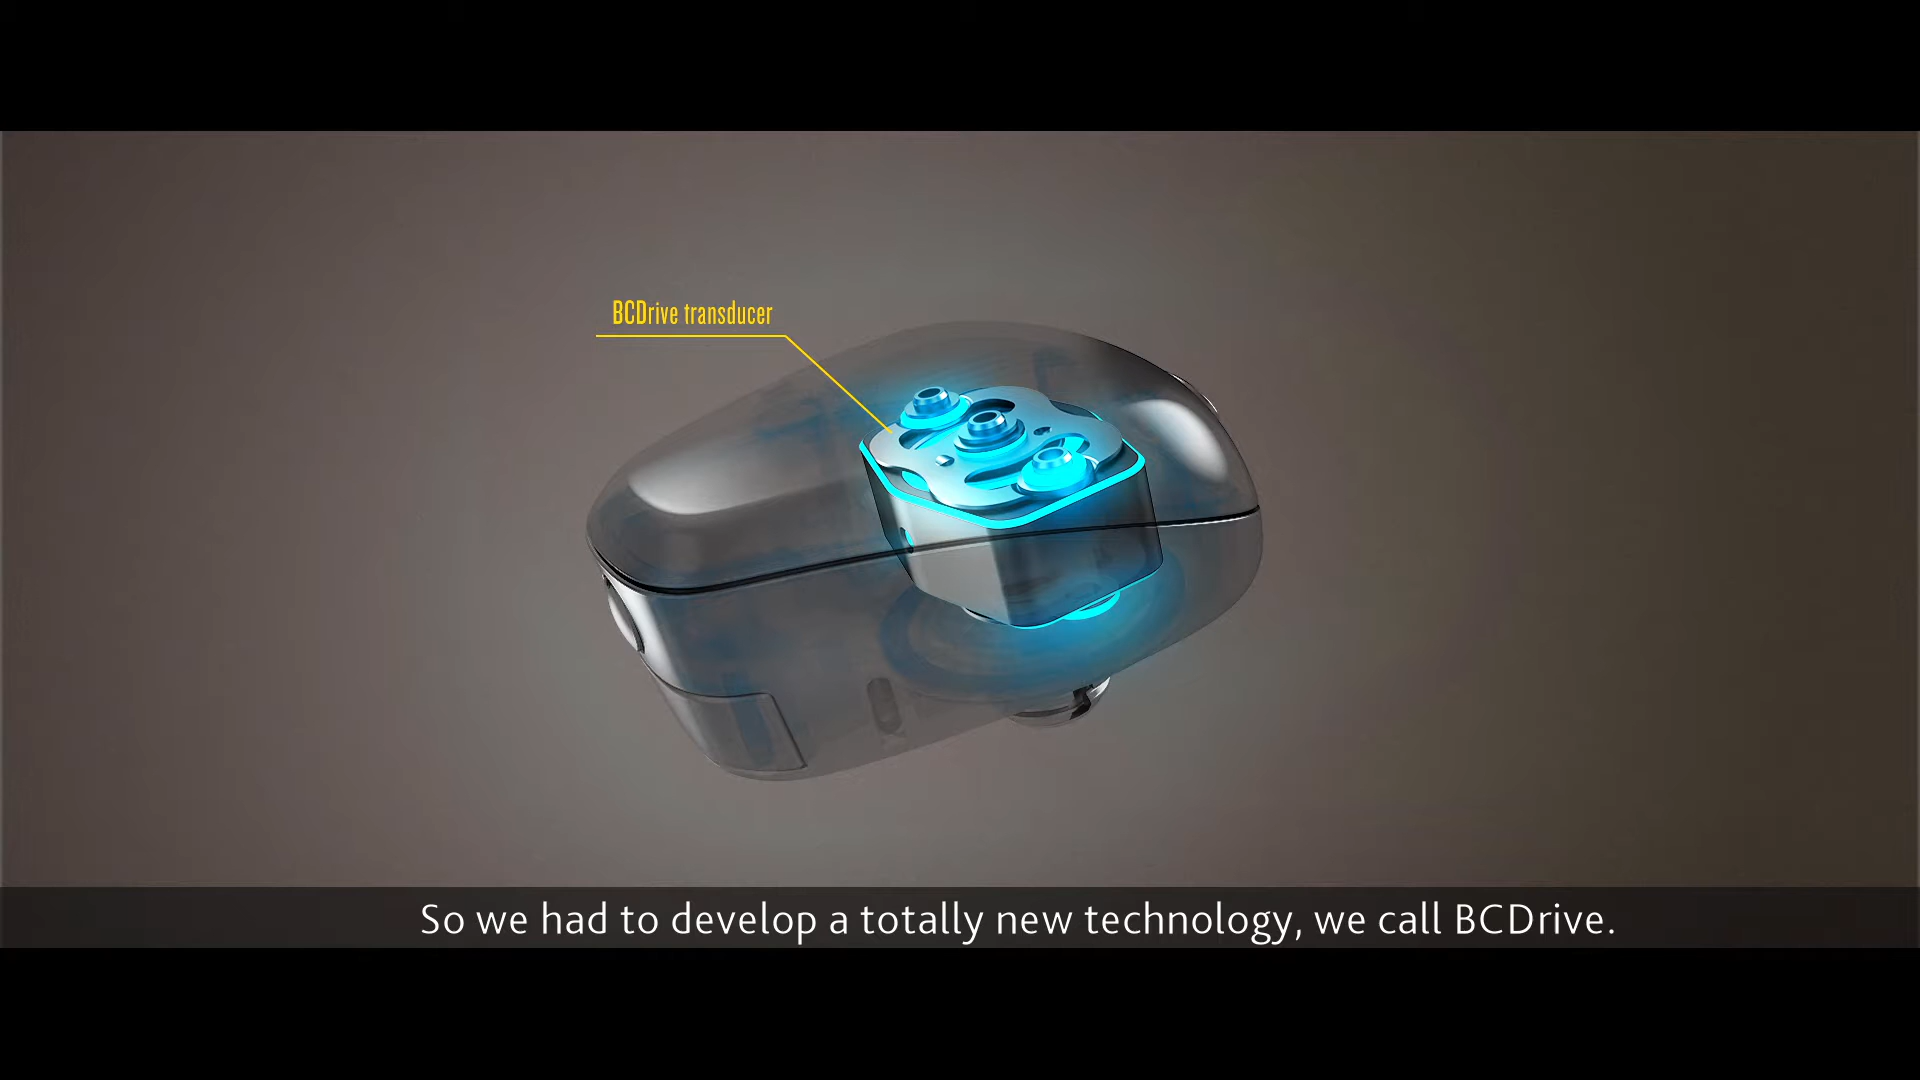 BCDrive transducer
So we had to develop a totally new technology, we call BCDrive.